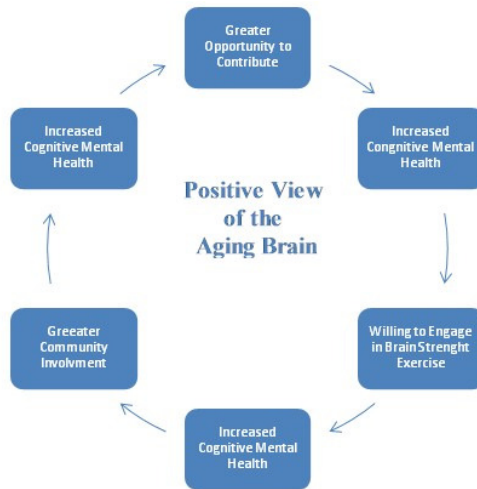 Greater
Opportunity to
Contribute
Increased
Congnitive Mental
Health
Willing to Engage
in Brain Strenght
Exercise
Increased
Cognitive Mental
Health
Greeater
Community
Involvment
Increased
Cognitive Mental
Health
Positive View
of the
Aging Brain